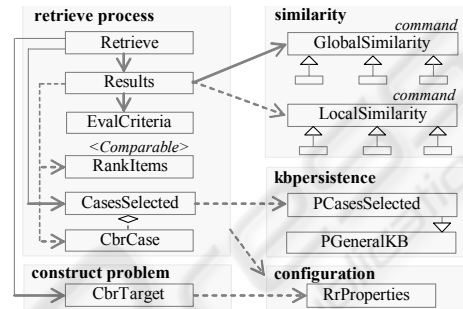 retrieve process
Retrieve
Results
EvalCriteria
<Comparable>
RankItems
CasesSelected
CbrCase
construct problem
CbrTarget
similarity
command
GlobalSimilarity
command
LocalSimilarity
kbpersistence
PCasesSelected
PGeneralKB
configuration
RrProperties